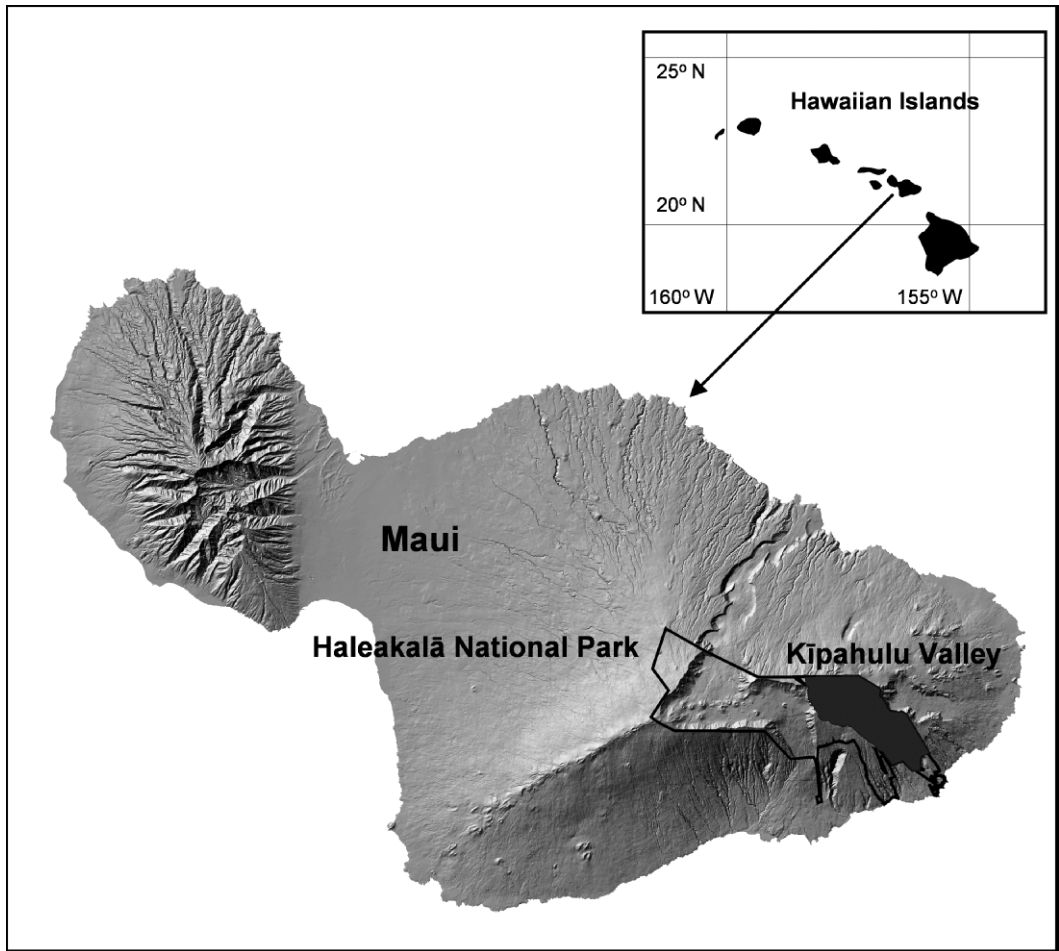 25º N
Hawaiian Islands
20º N
160º W 155º W
Maui
Haleakalā National Park
Kīpahulu Valley